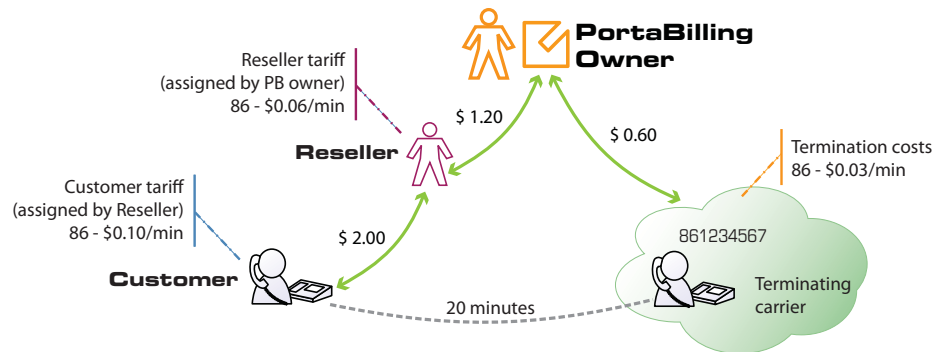 PortaBilling
Owner
Reseller tariff
(assigned by PB owner)
86 - $0.06/min
$ 1.20
$ 0.60
Reseller
Termination costs
86 - $0.03/min
Customer tariff
(assigned by Reseller)
86 - $0.10/min
$ 2.00
861234567
Customer
Terminating
carrier
20 minutes